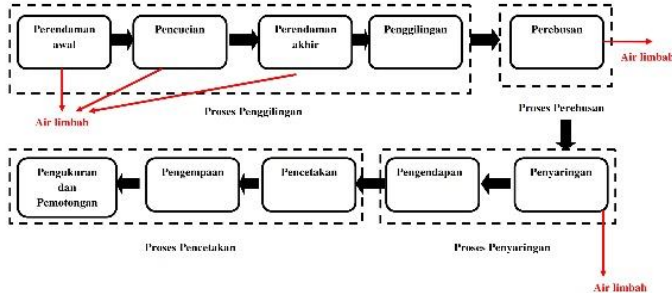 Perendaman
awal
Pencucian
Perendaman
akhir
Penggilingan
Perebusan
Air limbah
Air limbah
Proses Penggilingan
Proses Perebusan
Pengukuran
dan
Pemotongan
Pengempaan
Pencetakan
Pengendapan
Penyaringan
Proses Pencetakan
Proses Penyaringan
Air limbah